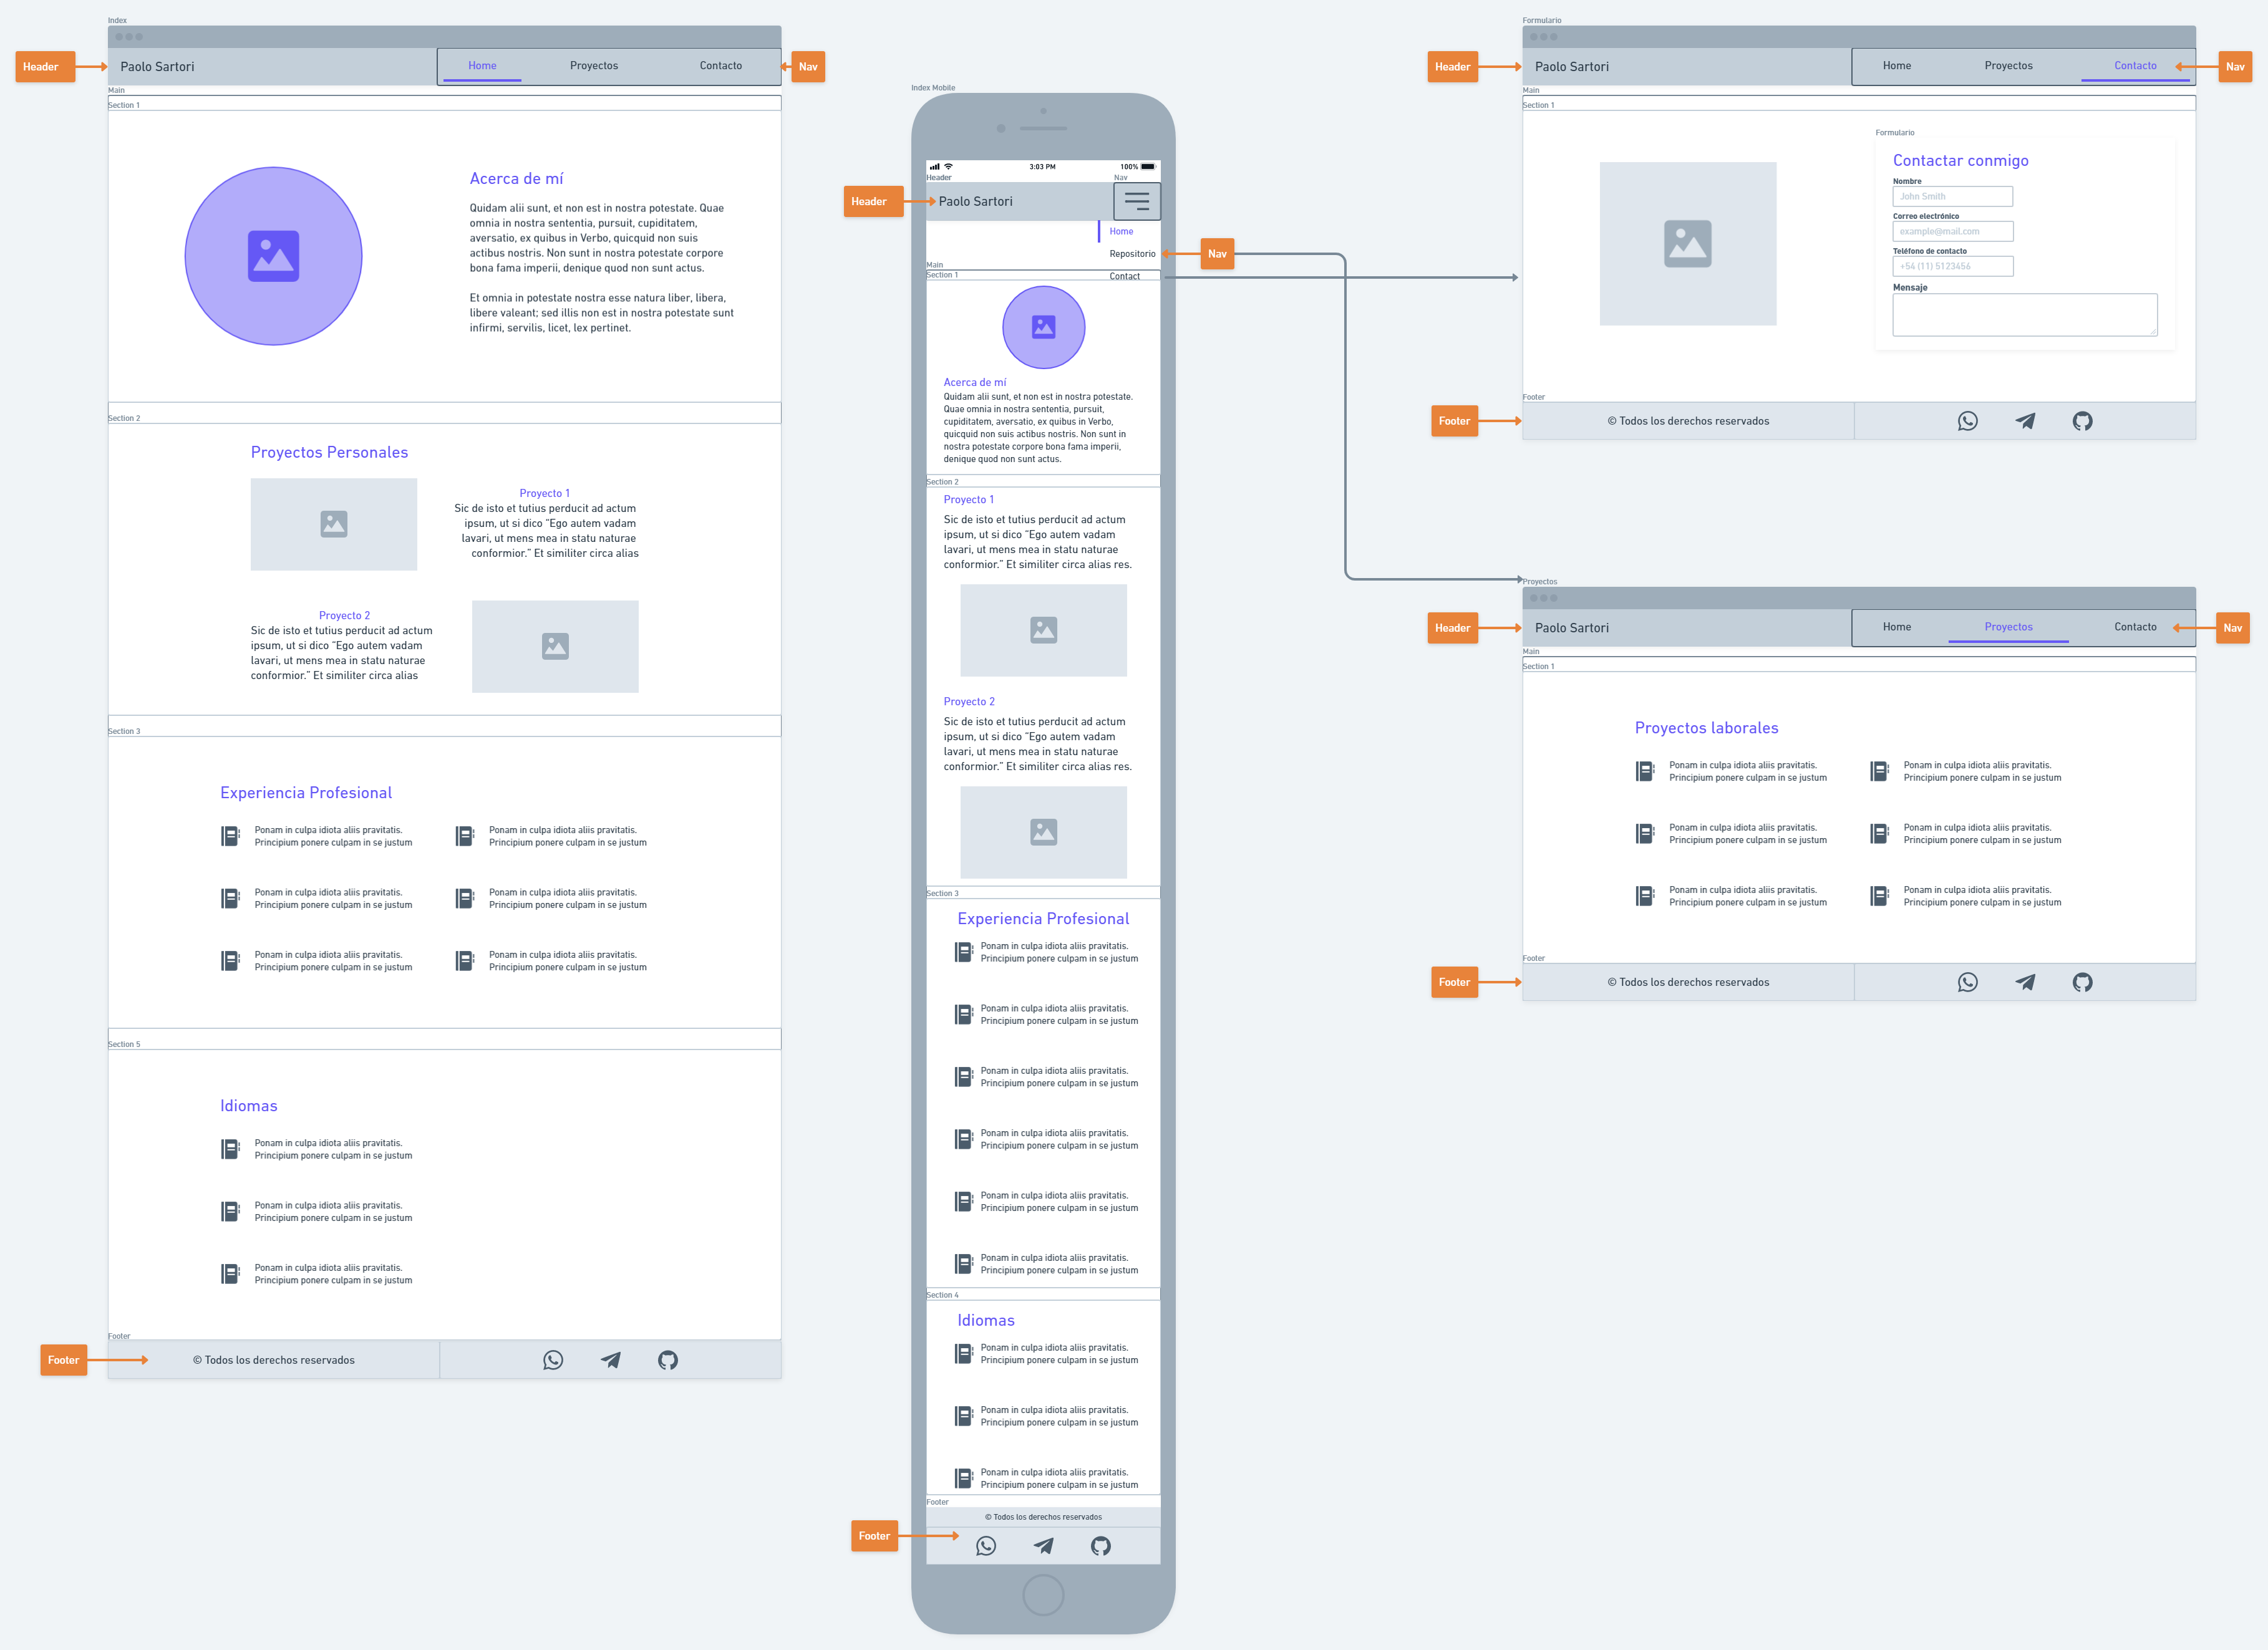 Index
Header
Paolo Sartori
Home
Proyectos
Contacto
Nav
Main
Section 1
Acerca de mí
Quidam alii sunt, et non est in nostra potestate. Quae
omnia in nostra sententia, pursuit, cupiditatem,
aversatio, ex quibus in Verbo, quicquid non suis
actibus nostris. Non sunt in nostra potestate corpore
bona fama imperii, denique quod non sunt actus.
Et omnia in potestate nostra esse natura liber, libera,
libere valeant; sed illis non est in nostra potestate sunt
infirmi, servilis, licet, lex pertinet.
Section 2
Proyectos Personales
Proyecto 1
Sic de isto et tutius perducit ad actum
ipsum, ut si dico “Ego autem vadam
lavari, ut mens mea in statu naturae
conformior.” Et similiter circa alias
Proyecto 2
Sic de isto et tutius perducit ad actum
ipsum, ut si dico “Ego autem vadam
lavari, ut mens mea in statu naturae
conformior.” Et similiter circa alias
Section 3
Experiencia Profesional
Ponam in culpa idiota aliis pravitatis.
Principium ponere culpam in se justum
Ponam in culpa idiota aliis pravitatis.
Principium ponere culpam in se justum
Ponam in culpa idiota aliis pravitatis.
Principium ponere culpam in se justum
Ponam in culpa idiota aliis pravitatis.
Principium ponere culpam in se justum
Ponam in culpa idiota aliis pravitatis.
Principium ponere culpam in se justum
Ponam in culpa idiota aliis pravitatis.
Principium ponere culpam in se justum
Section 5
Idiomas
Ponam in culpa idiota aliis pravitatis.
Principium ponere culpam in se justum
Ponam in culpa idiota aliis pravitatis.
Principium ponere culpam in se justum
Ponam in culpa idiota aliis pravitatis.
Principium ponere culpam in se justum
Footer
Footer
© Todos los derechos reservados
Index Mobile
3:03 PM
100%
Header
Nav
Header
Paolo Sartori
Home
Repositorio
Nav
Main
Section 1
Contact
Acerca de mí
Quidam alii sunt, et non est in nostra potestate.
Quae omnia in nostra sententia, pursuit,
cupiditatem, aversatio, ex quibus in Verbo,
quicquid non suis actibus nostris. Non sunt in
nostra potestate corpore bona fama imperii,
denique quod non sunt actus.
Section 2
Proyecto 1
Sic de isto et tutius perducit ad actum
ipsum, ut si dico “Ego autem vadam
lavari, ut mens mea in statu naturae
conformior.” Et similiter circa alias res.
Proyecto 2
Sic de isto et tutius perducit ad actum
ipsum, ut si dico “Ego autem vadam
lavari, ut mens mea in statu naturae
conformior.” Et similiter circa alias res.
Section 3
Experiencia Profesional
Ponam in culpa idiota aliis pravitatis.
Principium ponere culpam in se justum
Ponam in culpa idiota aliis pravitatis.
Principium ponere culpam in se justum
Ponam in culpa idiota aliis pravitatis.
Principium ponere culpam in se justum
Ponam in culpa idiota aliis pravitatis.
Principium ponere culpam in se justum
Ponam in culpa idiota aliis pravitatis.
Principium ponere culpam in se justum
Ponam in culpa idiota aliis pravitatis.
Principium ponere culpam in se justum
Section 4
Idiomas
Ponam in culpa idiota aliis pravitatis.
Principium ponere culpam in se justum
Ponam in culpa idiota aliis pravitatis.
Principium ponere culpam in se justum
Ponam in culpa idiota aliis pravitatis.
Principium ponere culpam in se justum
Footer
© Todos los derechos reservados
Footer
Formulario
Header
Paolo Sartori
Home
Proyectos
Contacto
Nav
Main
Section 1
Formulario
Contactar conmigo
Nombre
John Smith
Correo electrónico
example@mail.com
Teléfono de contacto
+54 (11) 5123456
Mensaje
Footer
Footer
© Todos los derechos reservados
Proyectos
Header
Paolo Sartori
Home
Proyectos
Contacto
Nav
Main
Section 1
Proyectos laborales
Ponam in culpa idiota aliis pravitatis.
Principium ponere culpam in se justum
Ponam in culpa idiota aliis pravitatis.
Principium ponere culpam in se justum
Ponam in culpa idiota aliis pravitatis.
Principium ponere culpam in se justum
Ponam in culpa idiota aliis pravitatis.
Principium ponere culpam in se justum
Ponam in culpa idiota aliis pravitatis.
Principium ponere culpam in se justum
Ponam in culpa idiota aliis pravitatis.
Principium ponere culpam in se justum
Footer
Footer
© Todos los derechos reservados